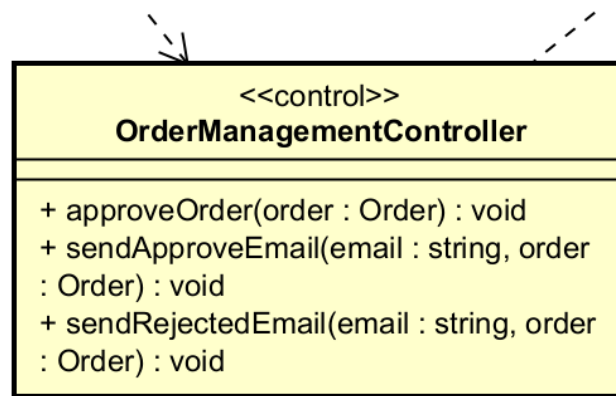 <<control>>
OrderManagementController
+ approveOrder(order : Order) : void
+ sendApproveEmail(email : string, order
: Order) : void
+ sendRejectedEmail(email : string, order
: Order) : void